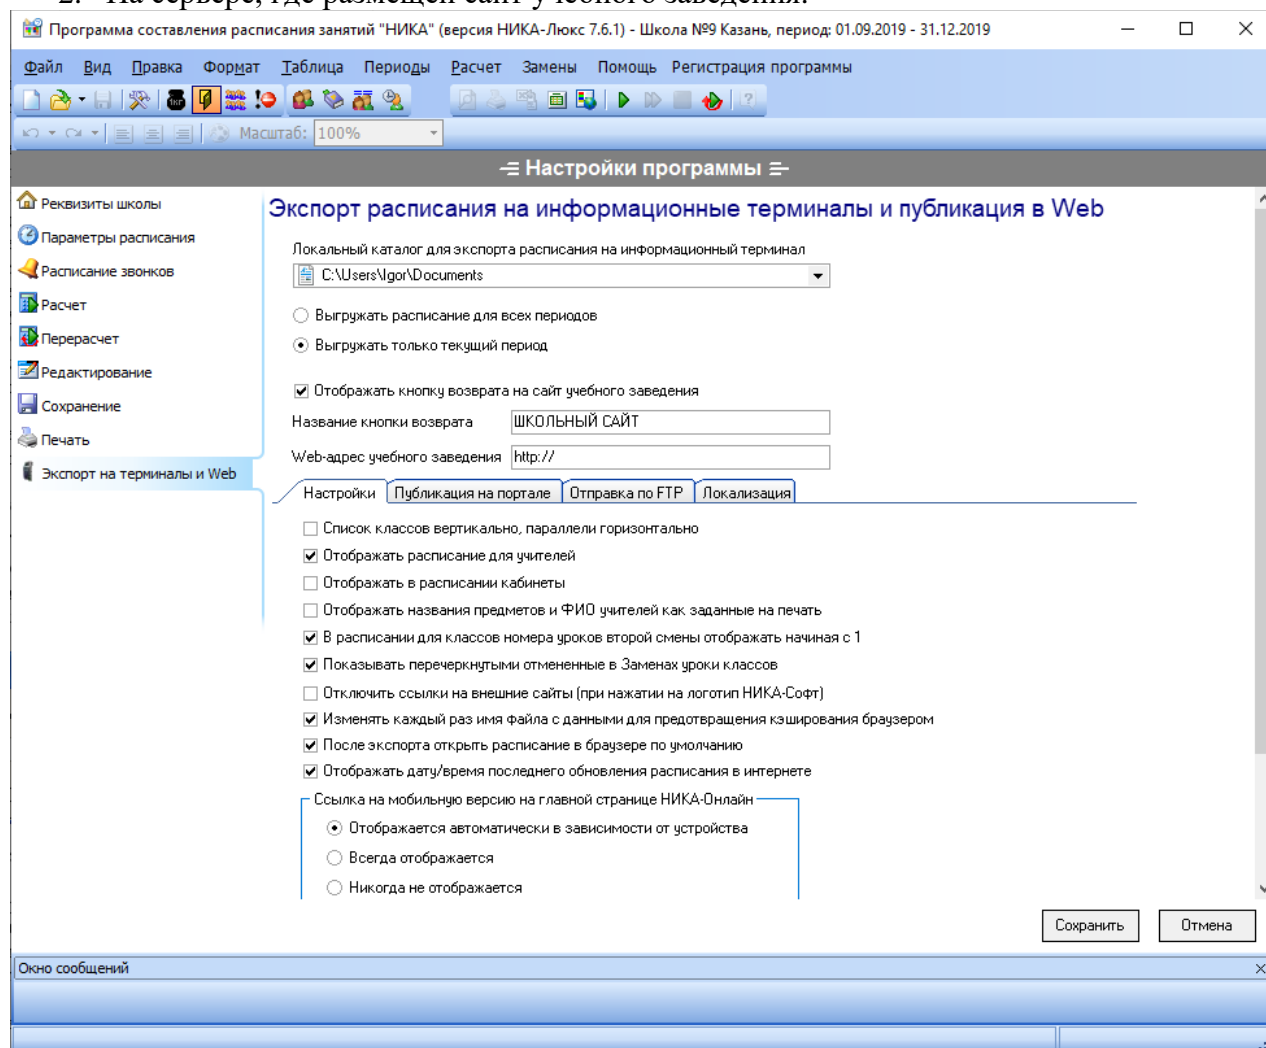 2. На сервере, где размещен сайт учебного заведения.
Программа составления расписания занятий "НИКА" (версия НИКА-Люкс 7.6.1) - Школа №9 Казань, период: 01.09.2019 - 31.12.2019
Файл Вид Правка Формат Таблица Периоды Расчет Замены Помощь Регистрация программы
Масштаб: 100%
Настройки программы
Реквизиты школы
Параметры расписания
Расписание звонков
Расчет
Перерасчет
Редактирование
Сохранение
Печать
Экспорт на терминалы и Web
Экспорт расписания на информационные терминалы и публикация в Web
Локальный каталог для экспорта расписания на информационный терминал
C:\Users\Igor\Documents
Выгружать расписание для всех периодов
Выгружать только текущий период
Отображать кнопку возврата на сайт учебного заведения
Название кнопки возврата ШКОЛЬНЫЙ САЙТ
Web-адрес учебного заведения http://
Настройки Публикация на портале Отправка по FTP Локализация
Список классов вертикально, параллели горизонтально
Отображать расписание для учителей
Отображать в расписании кабинеты
Отображать названия предметов и ФИО учителей как заданные на печать
В расписании для классов номера уроков второй смены отображать начиная с 1
Показывать перечеркнутыми отмененные в Заменах уроки классов
Отключить ссылки на внешние сайты (при нажатии на логотип НИКА-Софт)
Изменять каждый раз имя файла с данными для предотвращения кэширования браузером
После экспорта открыть расписание в браузере по умолчанию
Отображать дату/время последнего обновления расписания в интернете
Ссылка на мобильную версию на главной странице НИКА-Онлайн
Отображается автоматически в зависимости от устройства
Всегда отображается
Никогда не отображается
Сохранить Отмена
Окно сообщений